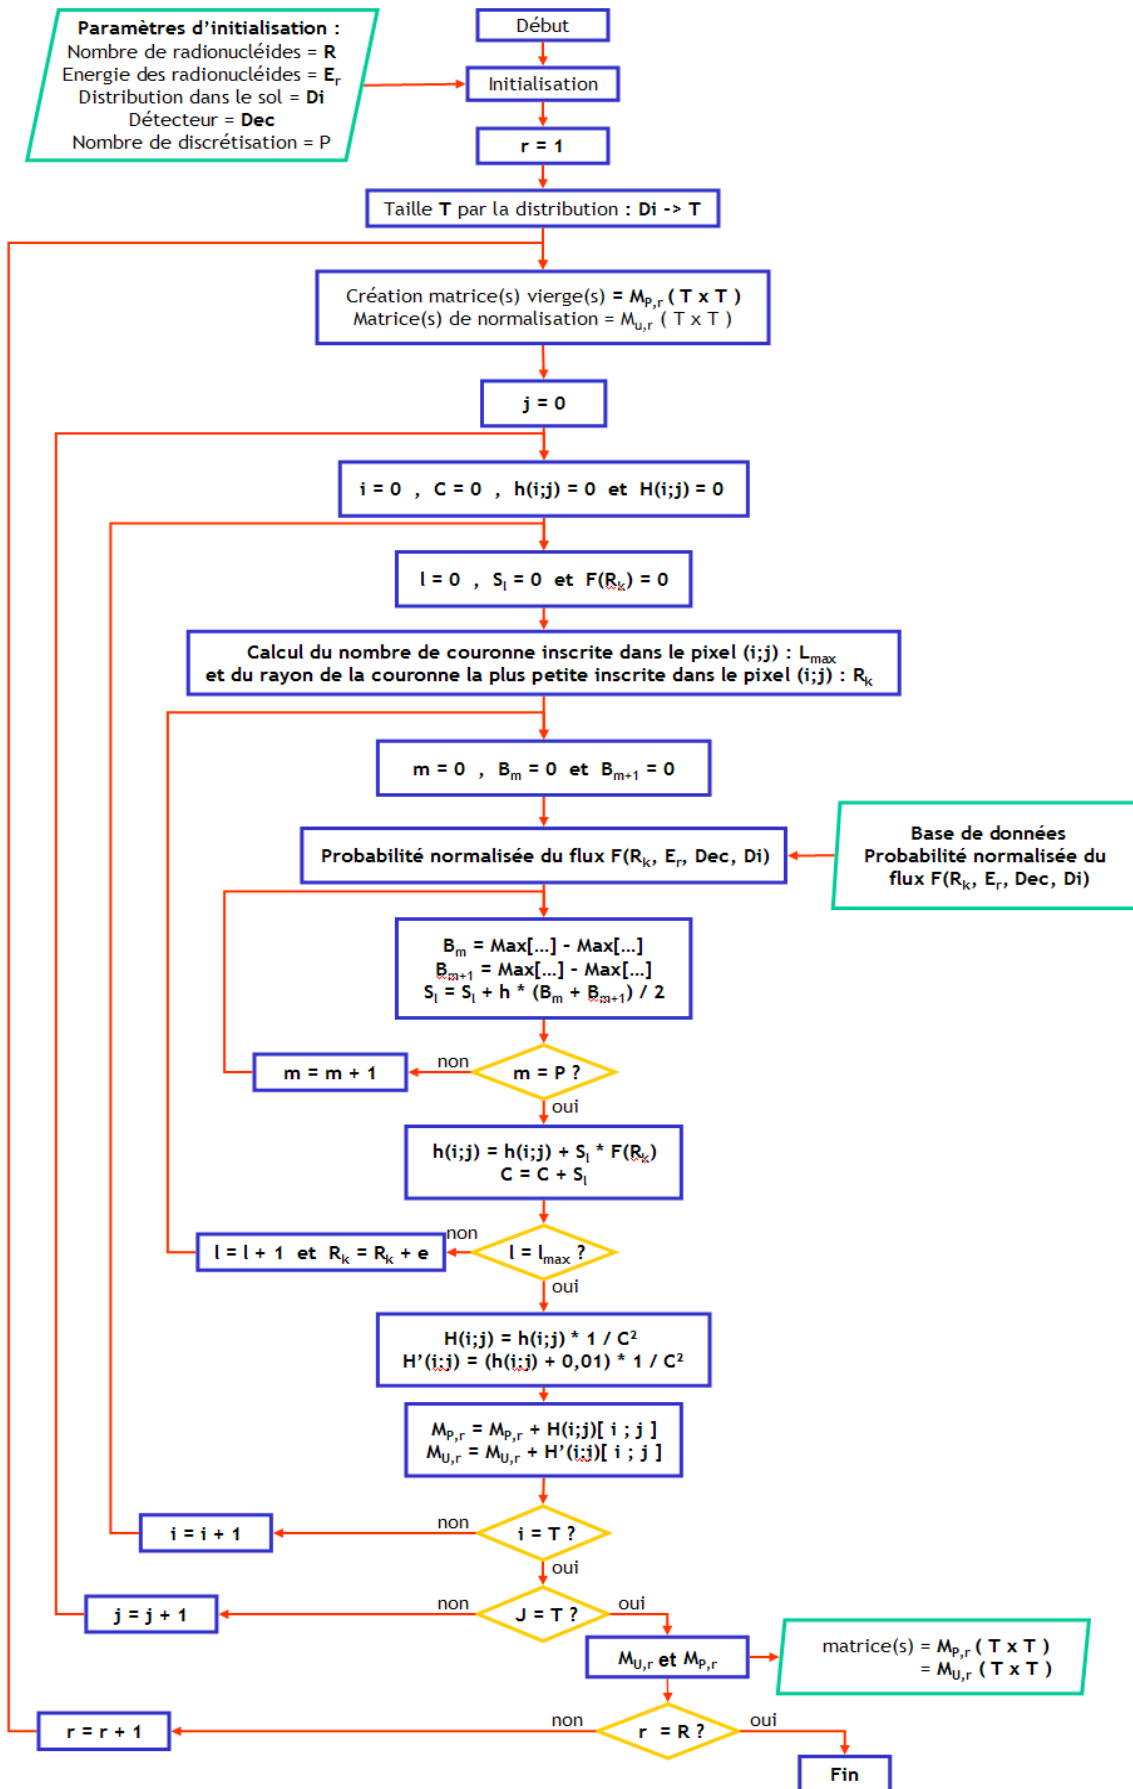 Paramètres d'initialisation :
Nombre de radionucléides = R
Energie des radionucléides = Er
Distribution dans le sol = Di
Détecteur = Dec
Nombre de discrétisation = P
Début
Initialisation
r = 1
Taille T par la distribution : Di -> T
Création matrice(s) vierge(s) = MP,r ( T x T )
Matrice(s) de normalisation = Mu,r ( T x T )
j = 0
i = 0 , C = 0 , h(i;j) = 0 et H(i;j) = 0
l = 0 , Sl = 0 et F(Rk) = 0
Calcul du nombre de couronne inscrite dans le pixel (i;j) : Lmax
et du rayon de la couronne la plus petite inscrite dans le pixel (i;j) : Rk
m = 0 , Bm = 0 et Bm+1 = 0
Probabilité normalisée du flux F(Rk, Er, Dec, Di)
Base de données
Probabilité normalisée du
flux F(Rk, Er, Dec, Di)
Bm = Max[...] - Max[...]
Bm+1 = Max[...] - Max[...]
Sl = Sl + h * (Bm + Bm+1) / 2
m = P ?
non
m = m + 1
oui
h(i;j) = h(i;j) + Sl * F(Rk)
C = C + Sl
l = lmax ?
non
l = l + 1 et Rk = Rk + e
oui
H(i;j) = h(i;j) * 1 / C²
H'(i;j) = (h(i;j) + 0,01) * 1 / C²
MP,r = MP,r + H(i;j)[ i ; j ]
MU,r = MU,r + H'(i;i)[ i ; j ]
i = T ?
non
i = i + 1
oui
J = T ?
non
j = j + 1
oui
MU,r et MP,r
matrice(s) = MP,r ( T x T )
= MU,r ( T x T )
r = R ?
non
r = r + 1
oui
Fin